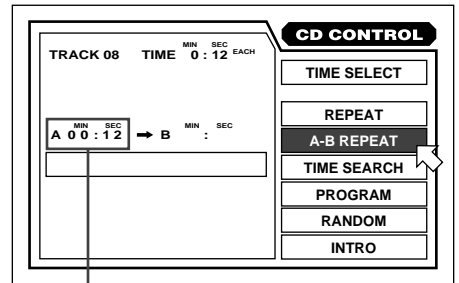 CD CONTROL
MIN SEC
TRACK 08 TIME 0 : 12 EACH
TIME SELECT
REPEAT
MIN SEC MIN SEC
A 00 : 12 ➡ B :
A-B REPEAT
TIME SEARCH
PROGRAM
RANDOM
INTRO